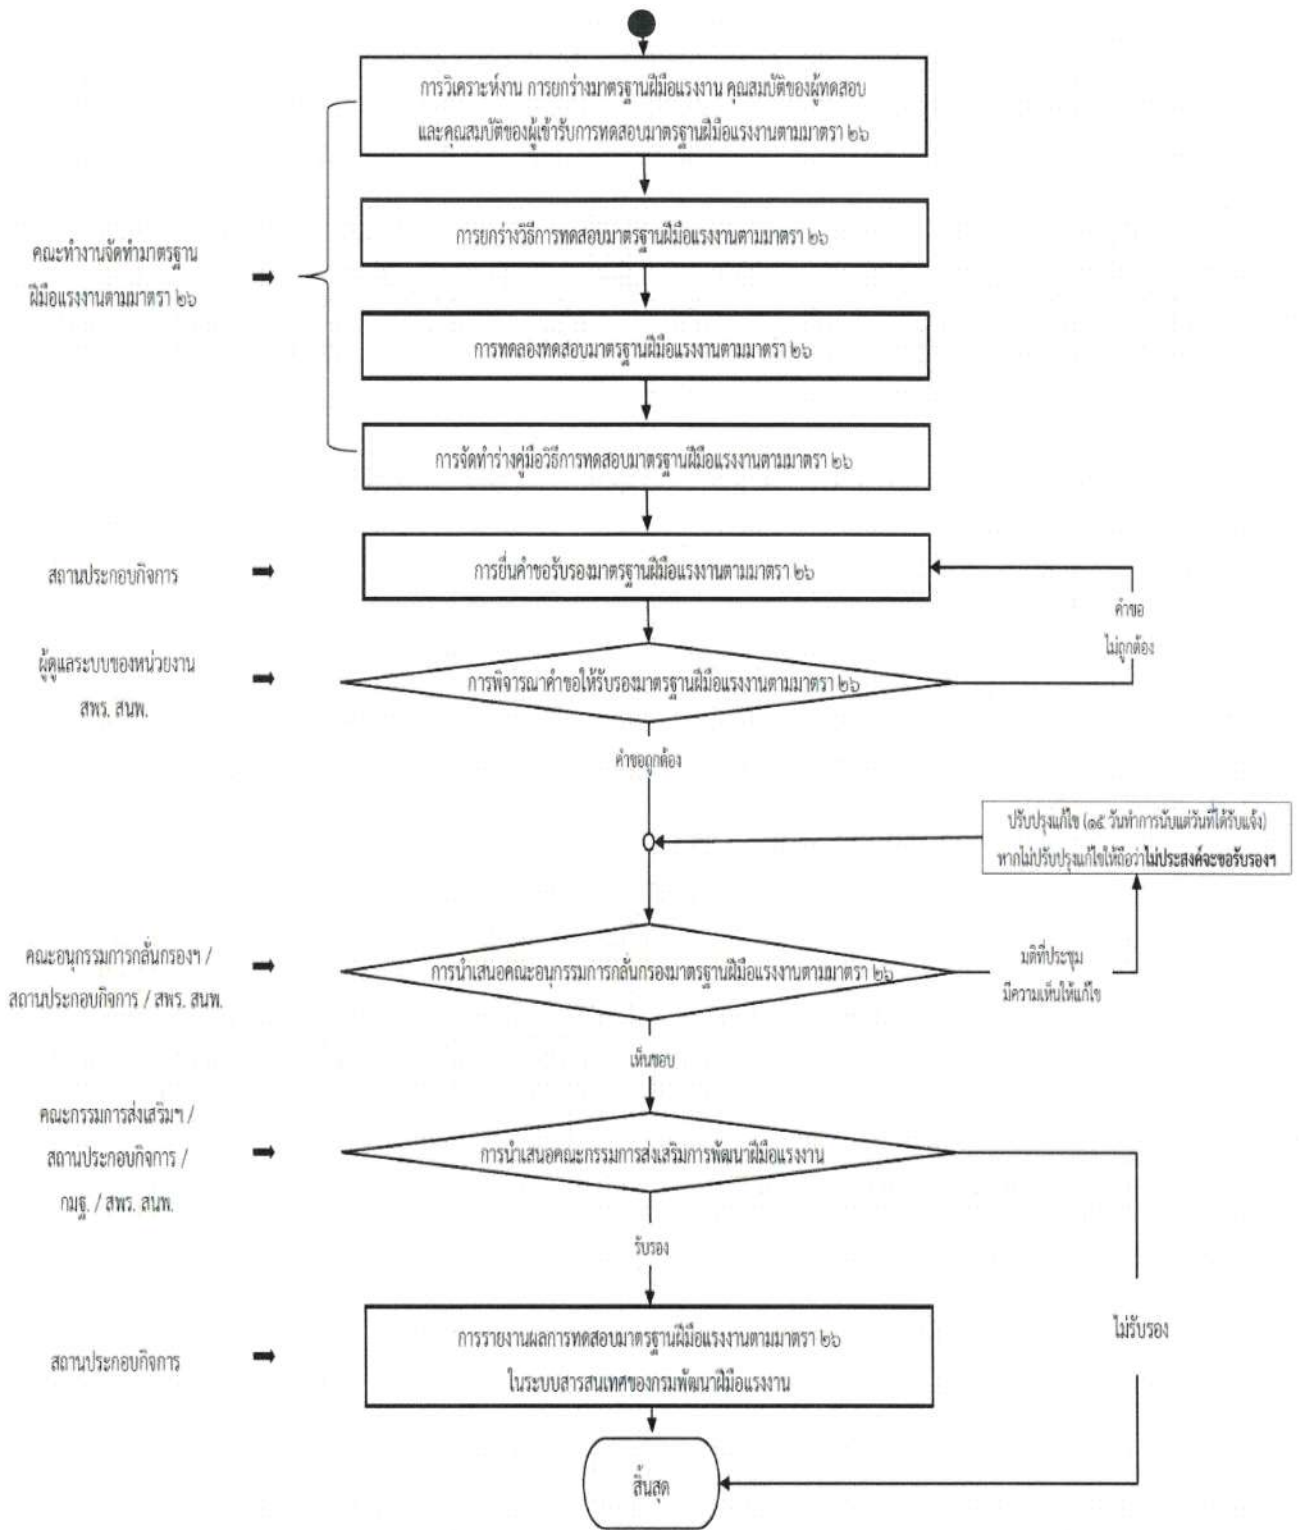 การวิเคราะห์งาน การยกร่างมาตรฐานฝีมือแรงงาน คุณสมบัติของผู้ทดสอบ
และคุณสมบัติของผู้เข้ารับการทดสอบมาตรฐานฝีมือแรงงานตามมาตรา ๒๖
การยกร่างวิธีการทดสอบมาตรฐานฝีมือแรงงานตามมาตรา ๒๖
คณะทำงานจัดทำมาตรฐาน
ฝีมือแรงงานตามมาตรา ๒๖
การทดลองทดสอบมาตรฐานฝีมือแรงงานตามมาตรา ๒๖
การจัดทำร่างคู่มือวิธีการทดสอบมาตรฐานฝีมือแรงงานตามมาตรา ๒๖
สถานประกอบกิจการ
การยื่นคำขอรับรองมาตรฐานฝีมือแรงงานตามมาตรา ๒๖
คำขอ
ไม่ถูกต้อง
ผู้ดูแลระบบของหน่วยงาน
สพร. สนพ.
การพิจารณาคำขอให้รับรองมาตรฐานฝีมือแรงงานตามมาตรา ๒๖
คำขอถูกต้อง
ปรับปรุงแก้ไข (๑๕ วันทำการนับแต่วันที่ได้รับแจ้ง)
หากไม่ปรับปรุงแก้ไขให้ถือว่าไม่ประสงค์จะขอรับรองฯ
คณะอนุกรรมการกลั่นกรองฯ /
สถานประกอบกิจการ / สพร. สนพ.
การนำเสนอคณะอนุกรรมการกลั่นกรองมาตรฐานฝีมือแรงงานตามมาตรา ๒๖
มติที่ประชุม
มีความเห็นให้แก้ไข
เห็นชอบ
คณะกรรมการส่งเสริมฯ /
สถานประกอบกิจการ /
กมฐ. / สพร. สนพ.
การนำเสนอคณะกรรมการส่งเสริมการพัฒนาฝีมือแรงงาน
รับรอง
ไม่รับรอง
สถานประกอบกิจการ
การรายงานผลการทดสอบมาตรฐานฝีมือแรงงานตามมาตรา ๒๖
ในระบบสารสนเทศของกรมพัฒนาฝีมือแรงงาน
สิ้นสุด